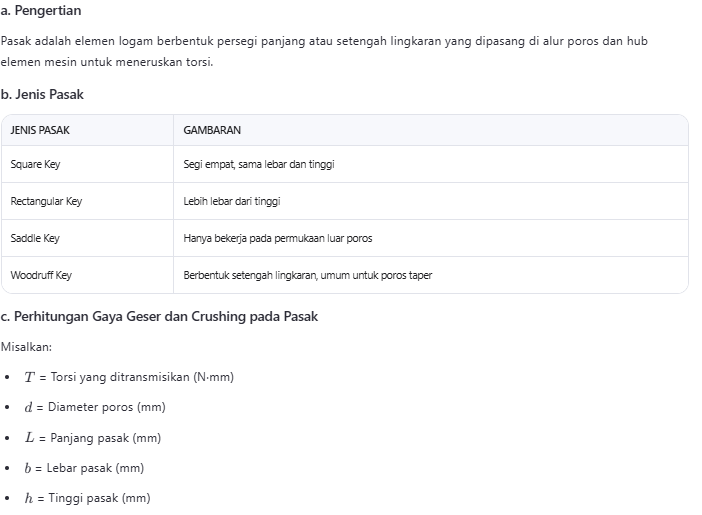 a. Pengertian
Pasak adalah elemen logam berbentuk persegi panjang atau setengah lingkaran yang dipasang di alur poros dan hub
elemen mesin untuk meneruskan torsi.
b. Jenis Pasak
JENIS PASAK GAMBARAN
Square Key Segi empat, sama lebar dan tinggi
Rectangular Key Lebih lebar dari tinggi
Saddle Key Hanya bekerja pada permukaan luar poros
Woodruff Key Berbentuk setengah lingkaran, umum untuk poros taper
c. Perhitungan Gaya Geser dan Crushing pada Pasak
Misalkan:
• T = Torsi yang ditransmisikan (N·mm)
• d = Diameter poros (mm)
• L = Panjang pasak (mm)
• b = Lebar pasak (mm)
• h = Tinggi pasak (mm)